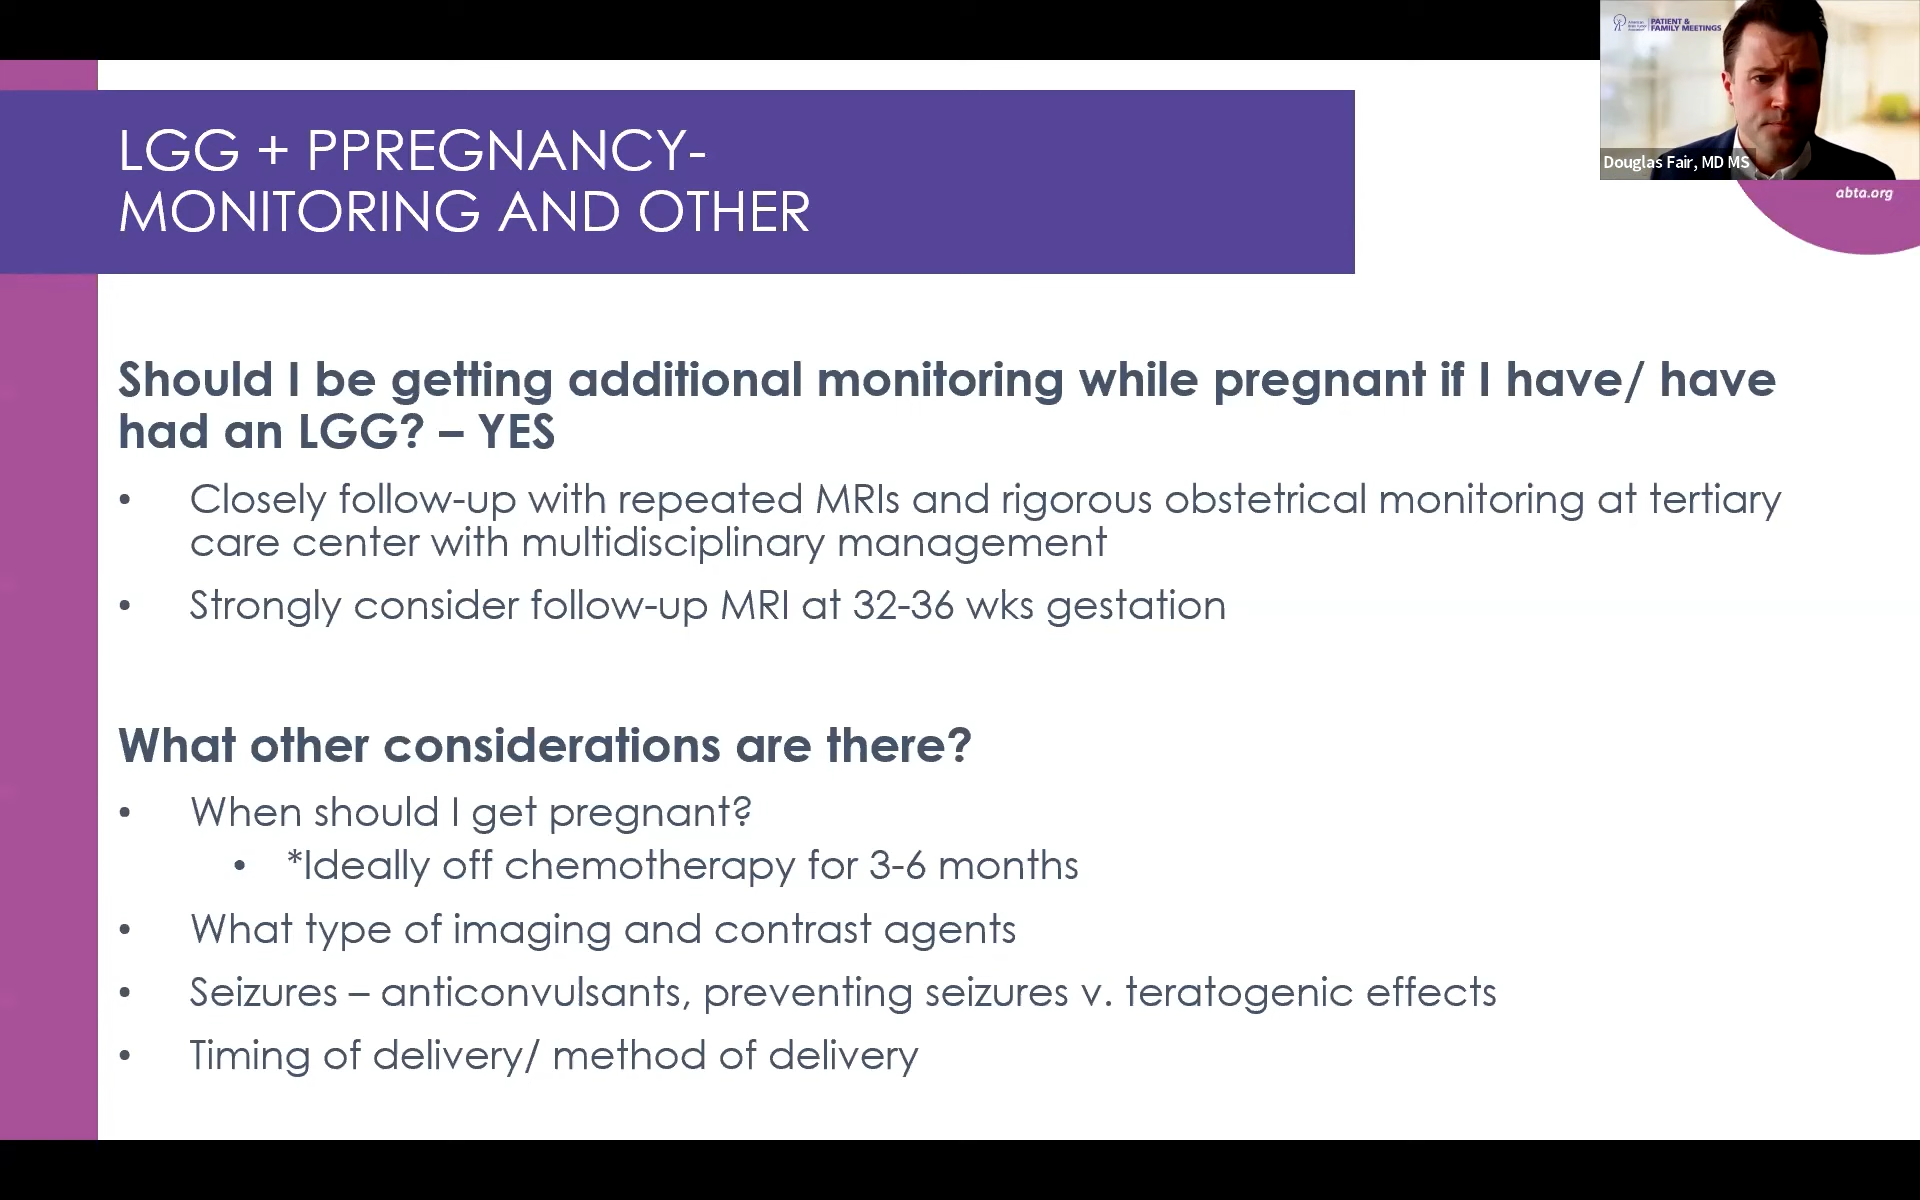 PATIENT &
FAMILY MEETINGS
Douglas Fair, MD MS
abta.org
LGG + PPREGNANCY-
MONITORING AND OTHER
Should I be getting additional monitoring while pregnant if I have/ have
had an LGG? – YES
• Closely follow-up with repeated MRIs and rigorous obstetrical monitoring at tertiary
care center with multidisciplinary management
• Strongly consider follow-up MRI at 32-36 wks gestation
What other considerations are there?
• When should I get pregnant?
• *Ideally off chemotherapy for 3-6 months
• What type of imaging and contrast agents
• Seizures – anticonvulsants, preventing seizures v. teratogenic effects
• Timing of delivery/ method of delivery